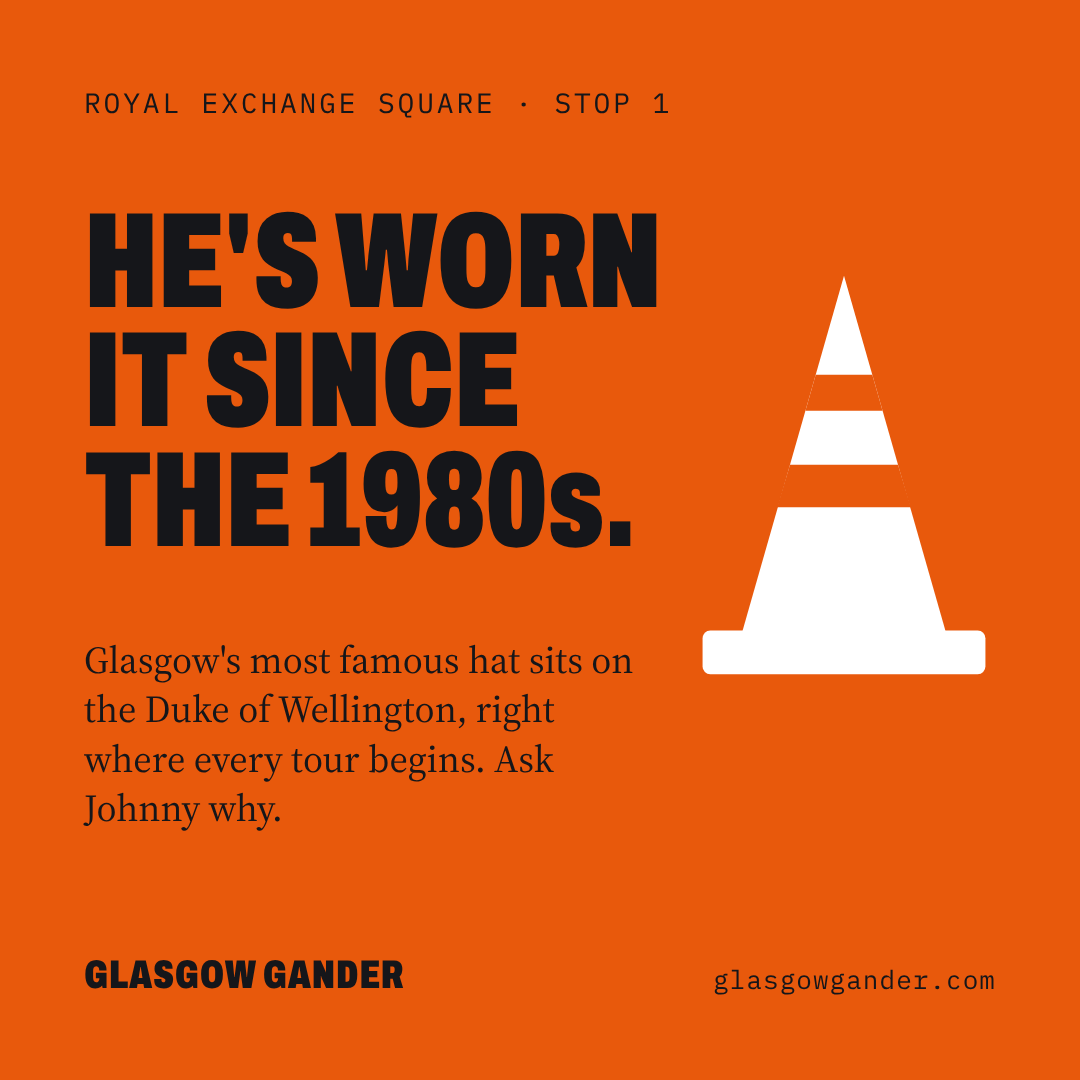 ROYAL EXCHANGE SQUARE · STOP 1
HE'S WORN
IT SINCE
THE 1980s.
Glasgow's most famous hat sits on
the Duke of Wellington, right
where every tour begins. Ask
Johnny why.
GLASGOW GANDER
glasgowgander.com